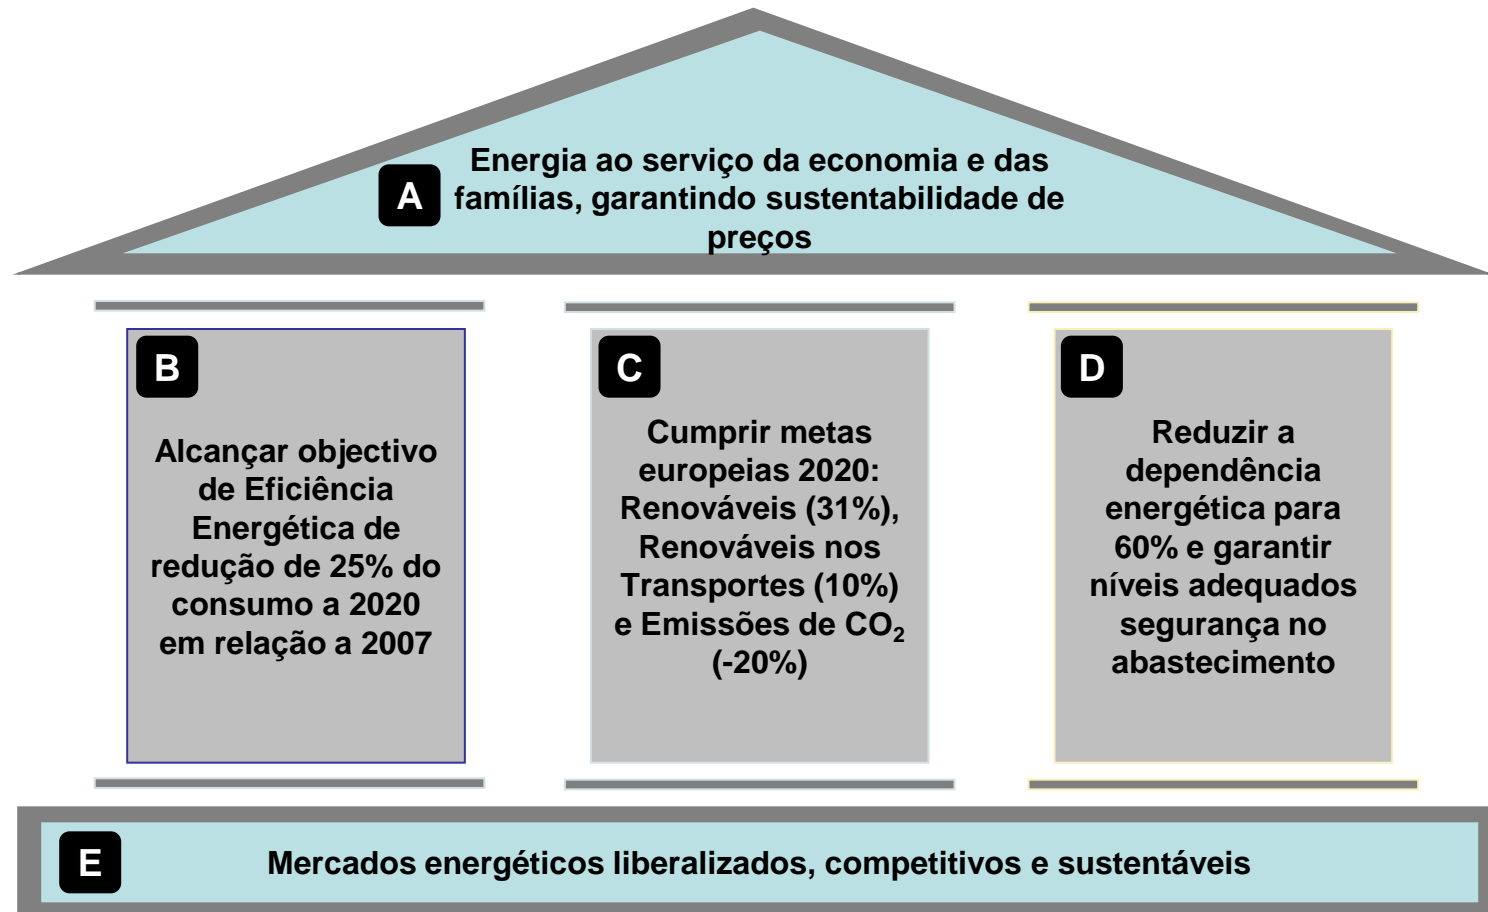 A
Energia ao serviço da economia e das
famílias, garantindo sustentabilidade de
preços
B
Alcançar objectivo
de Eficiência
Energética de
redução de 25% do
consumo a 2020
em relação a 2007
C
Cumprir metas
europeias 2020:
Renováveis (31%),
Renováveis nos
Transportes (10%)
e Emissões de CO₂
(-20%)
D
Reduzir a
dependência
energética para
60% e garantir
níveis adequados
segurança no
abastecimento
E
Mercados energéticos liberalizados, competitivos e sustentáveis